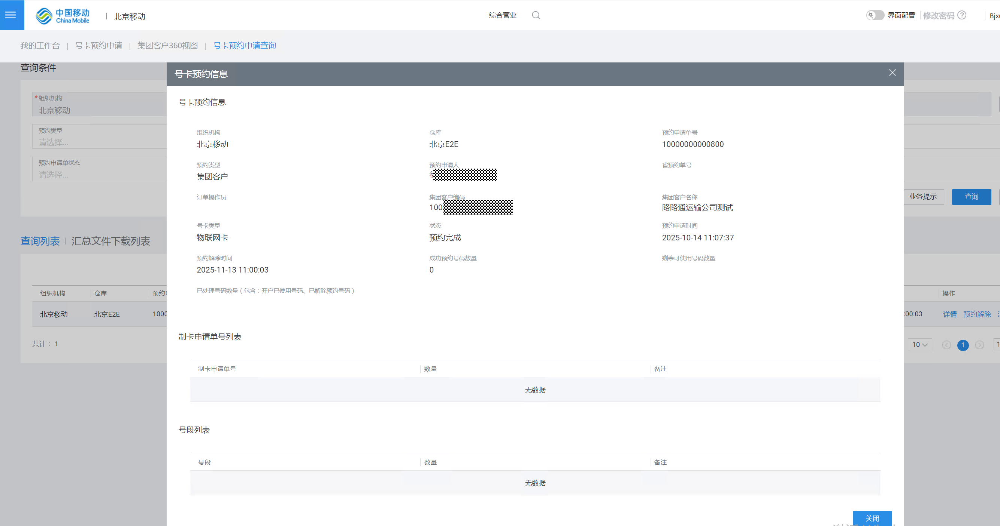 中国移动
China Mobile
北京移动
综合营业
界面配置
修改密码
我的工作台
号卡预约申请
集团客户360视图
号卡预约申请查询
查询条件
*组织机构
北京移动
预约类型
请选择...
预约申请单状态
请选择...
业务提示
查询
查询列表
汇总文件下载列表
组织机构
仓库
操作
北京移动
北京E2E
:00:03
详情
预约解除
共计： 1
10
1
号卡预约信息
号卡预约信息
组织机构
北京移动
仓库
北京E2E
预约申请单号
10000000000800
预约类型
集团客户
预约申请人
省预约单号
订单操作员
集团客户编码
100
集团客户名称
路路通运输公司测试
号卡类型
物联网卡
状态
预约完成
预约申请时间
2025-10-14 11:07:37
预约解除时间
2025-11-13 11:00:03
成功预约号码数量
0
剩余可使用号码数量
已处理号码数量（包含：开户已使用号码、已解除预约号码）
制卡申请单号列表
制卡申请单号
数量
备注
无数据
号段列表
号段
数量
备注
无数据
关闭